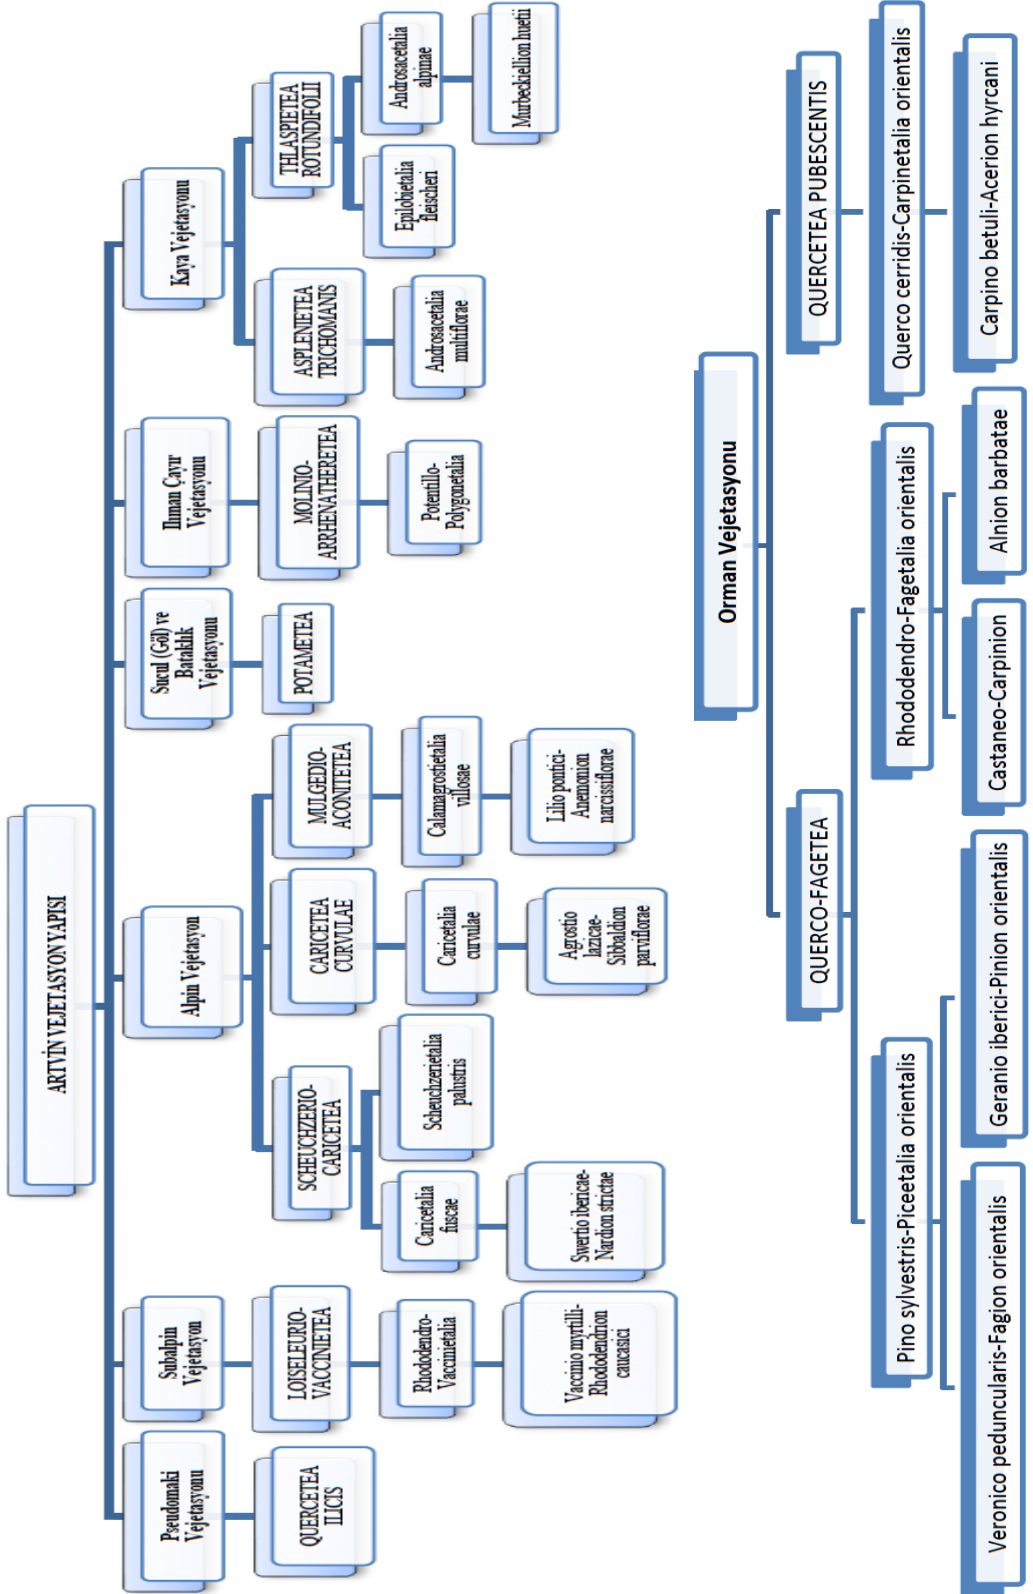 ARTVİN VEJETASYON YAPISI
Pseudomaki
Vejetasyonu
QUERCETEA
ILICIS
Subalpin
Vejetasyon
LOISELEURIO-
VACCINIETEA
Rhododendro-
Vaccinietalia
Vaccinio myrtilli-
Rhododendrion
caucasici
Alpin Vejetasyon
SCHEUCHZERIO-
CARICETEA
Caricetalia
fuscae
Swertio ibericae-
Nardion strictae
Scheuchzerietalia
palustris
CARICETEA
CURVULAE
Caricetalia
curvulae
Agrostio
lazicae-
Sibbaldion
parviflorae
MULGEDIO-
ACONITETEA
Calamagrostietalia
villosae
Lilio pontici-
Anemonion
narcissiflorae
Sucul (Göl) ve
Bataklık
Vejetasyonu
POTAMETEA
Ilıman Çayır
Vejetasyonu
MOLINIO-
ARRHENATHERETEA
Potentillo-
Polygonetalia
Kaya Vejetasyonu
ASPLENIETEA
TRICHOMANIS
Androsacetalia
multiflorae
THLASPIETEA
ROTUNDIFOLII
Epilobietalia
fleischeri
Androsacetalia
alpinae
Murbeckiellion huetii
Orman Vejetasyonu
QUERCO-FAGETEA
Pino sylvestris-Piceetalia orientalis
Veronico peduncularis-Fagion orientalis
Geranio iberici-Pinion orientalis
Rhododendro-Fagetalia orientalis
Castaneo-Carpinion
Alnion barbatae
QUERCETEA PUBESCENTIS
Querco cerridis-Carpinetalia orientalis
Carpino betuli-Acerion hyrcani